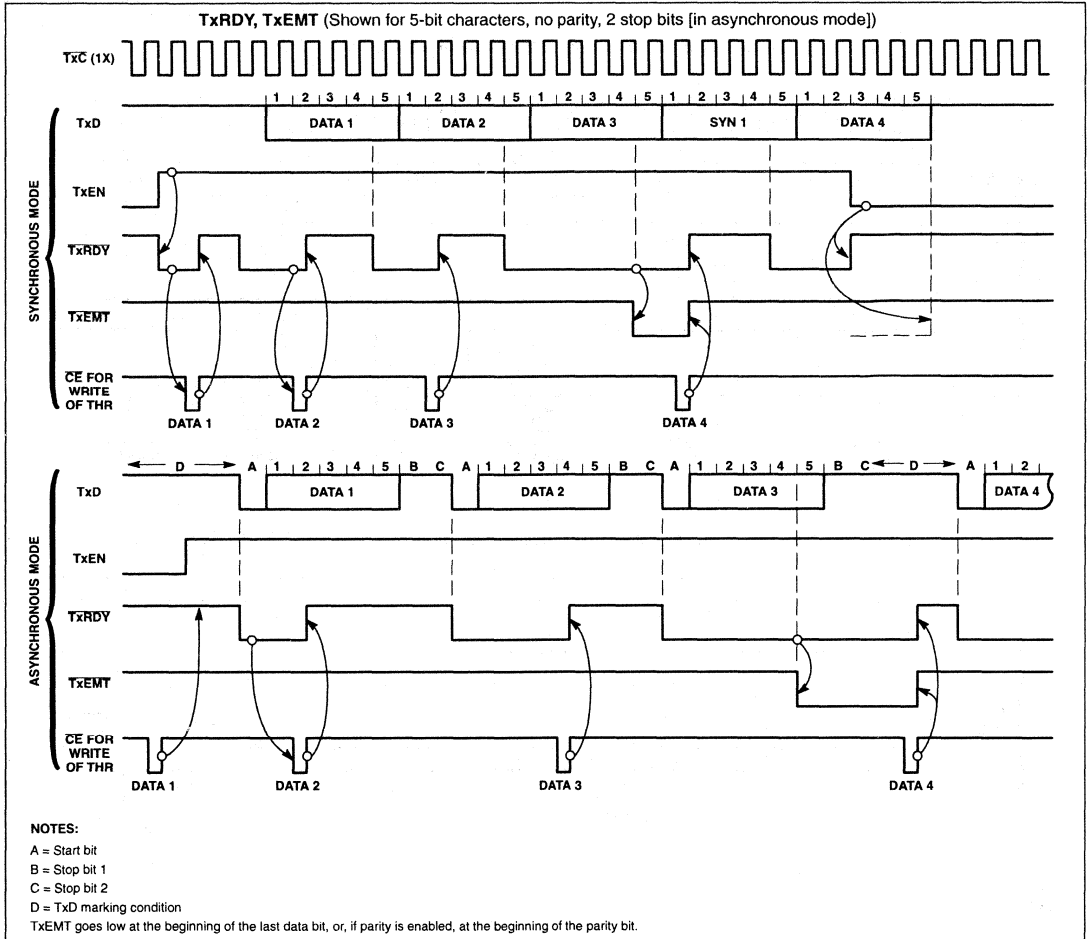 TxRDY, TxEMT (Shown for 5-bit characters, no parity, 2 stop bits [in asynchronous mode])
TxC (1X)
1 2 3 4 5 1 2 3 4 5 1 2 3 4 5 1 2 3 4 5 1 2 3 4 5
TxD DATA 1 DATA 2 DATA 3 SYN 1 DATA 4
SYNCHRONOUS MODE
TxEN
TxRDY
TxEMT
CE FOR
WRITE
OF THR
DATA 1 DATA 2 DATA 3 DATA 4
D A 1 2 3 4 5 B C A 1 2 3 4 5 B C A 1 2 3 4 5 B C D A 1 2
TxD DATA 1 DATA 2 DATA 3 DATA 4
ASYNCHRONOUS MODE
TxEN
TxRDY
TxEMT
CE FOR
WRITE
OF THR
DATA 1 DATA 2 DATA 3 DATA 4
NOTES:
A = Start bit
B = Stop bit 1
C = Stop bit 2
D = TxD marking condition
TxEMT goes low at the beginning of the last data bit, or, if parity is enabled, at the beginning of the parity bit.